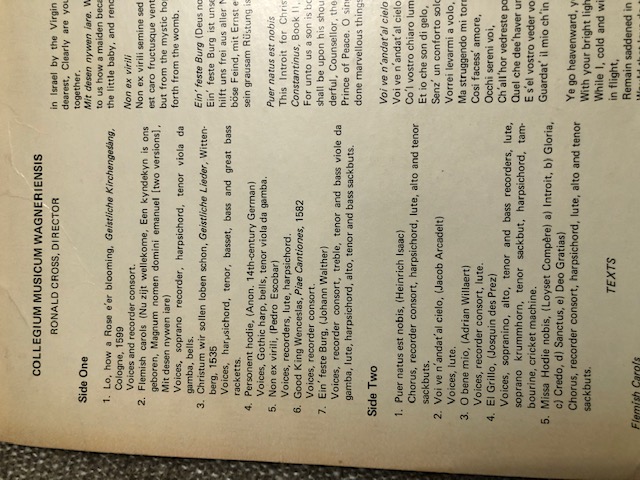 COLLEGIUM MUSICUM WAGNERIENSIS
RONALD CROSS, DIRECTOR
Side One
1. Lo, how a Rose e'er blooming, Geistliche Kirchengesäng,
Cologne, 1599
Voices and recorder consort.
2. Flemish carols (Nu zijt wellekome, Een kyndekyn is ons
geboren, Magnum nomen domini emanuel [two versions],
Mit desen nywen iare)
Voices, soprano recorder, harpsichord, tenor viola da
gamba, bells.
3. Christum wir sollen loben schon, Geistliche Lieder, Witten-
berg, 1535
Voices, harpsichord, tenor, basset, bass and great bass
racketts.
4. Personent hodie, (Anon. 14th-century German)
Voices, Gothic harp, bells, tenor viola da gamba.
5. Non ex virili, (Pedro Escobar)
Voices, recorders, lute, harpsichord.
6. Good King Wenceslas, Piae Cantiones, 1582
Voices, recorder consort.
7. Ein' feste Burg, (Johann Walther)
Voices, recorder consort, treble, tenor and bass viole da
gamba, lute, harpsichord, alto, tenor and bass sackbuts.
Side Two
1. Puer natus est nobis, (Heinrich Isaac)
Chorus, recorder consort, harpsichord, lute, alto and tenor
sackbuts.
2. Voi ve n'andat'al cielo, (Jacob Arcadelt)
Voices, lute.
3. O bene mio, (Adrian Willaert)
Voices, recorder consort, lute.
4. El Grillo, (Josquin des Prez)
Voices, sopranino, alto, tenor and bass recorders, lute,
soprano krummhorn, tenor sackbut, harpsichord, tam-
bourine, cricket machine.
5. Missa Hodie nobis, (Loyset Compère) a) Introit, b) Gloria,
c) Credo, d) Sanctus, e) Deo Gratias)
Chorus, recorder consort, harpsichord, lute, alto and tenor
sackbuts.
TEXTS
Flemish Carols
in Israel by the Virgin
dearest, Clearly are you
together.
Mit desen nywen iare. W
to us how a maiden beca
the little baby, and rend
Non ex virili
Non ex virili semine sed
est caro fructusque vent
but from the mystic ho
forth from the womb.
Ein' feste Burg (Deus no
Ein' feste Burg ist unse
hilft uns frei aus aller N
böse Feind, mit Ernst e
sein grausam Rüstung is
Puer natus est nobis
This Introit for Christ
Constantinus, Book II,
For unto us a son is bo
shall be upon his shou
derful, Counsellor, the
Prince of Peace. O sing
done marvellous things
Voi ve n'andat'al cielo
Voi ve n'andat'al cielo
Co'l vostro chiaro lum
Et io che son di gelo,
Senz un conforto solo
Vorrei levarmi a volo,
Ma struggendo mi torn
Cosi facess' amore,
Occhi sereni volge
Ch'all'hor vedreste po
Quel che dee'haver un
E s'el vostro veder v
Guardat' il mio ch'in
Ye go heavenward, y
With your bright ligh
While I, cold and wi
in flight,
Remain saddened in